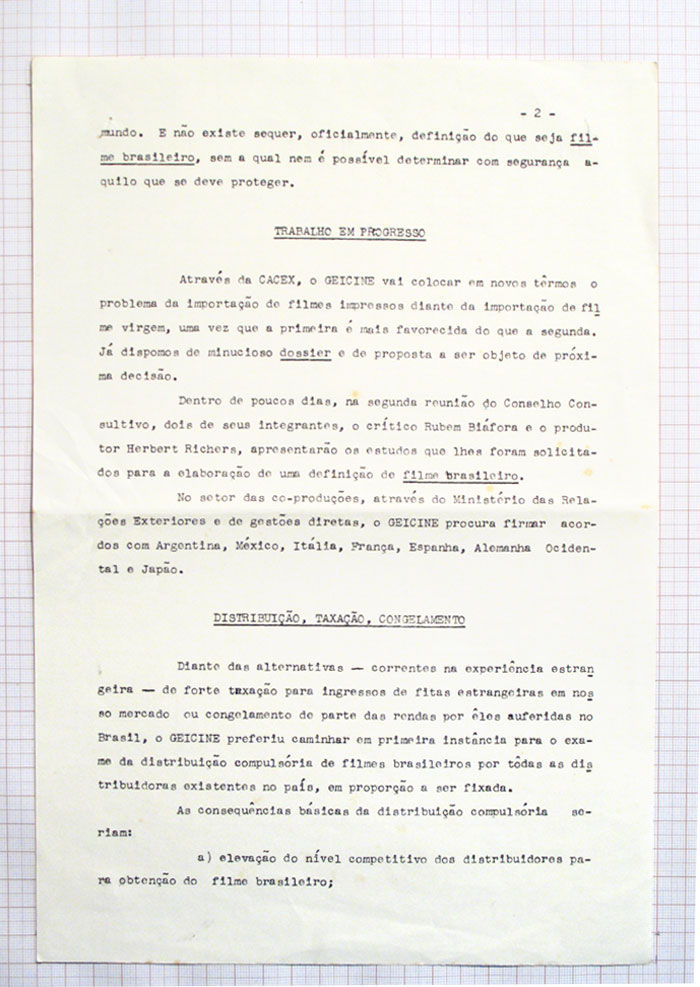 - 2 -
mundo. E não existe sequer, oficialmente, definição do que seja fil-
me brasileiro, sem a qual nem é possível determinar com segurança a-
quilo que se deve proteger.
TRABALHO EM PROGRESSO
Através da CACEX, o GEICINE vai colocar em novos têrmos o
problema da importação de filmes impressos diante da importação de fil
me virgem, uma vez que a primeira é mais favorecida do que a segunda.
Já dispomos de minucioso dossier e de proposta a ser objeto de próxi-
ma decisão.
Dentro de poucos dias, na segunda reunião do Conselho Con-
sultivo, dois de seus integrantes, o crítico Rubem Biáfora e o produ-
tor Herbert Richers, apresentarão os estudos que lhes foram solicita-
dos para a elaboração de uma definição de filme brasileiro.
No setor das co-produções, através do Ministério das Rela-
ções Exteriores e de gestões diretas, o GEICINE procura firmar acor-
dos com Argentina, México, Itália, França, Espanha, Alemanha Ociden-
tal e Japão.
DISTRIBUIÇÃO, TAXAÇÃO, CONGELAMENTO
Diante das alternativas — correntes na experiência estran
geira — de forte taxação para ingressos de fitas estrangeiras em nos
so mercado ou congelamento de parte das rendas por êles auferidas no
Brasil, o GEICINE preferiu caminhar em primeira instância para o exa-
me da distribuição compulsória de filmes brasileiros por tôdas as dis
tribuidoras existentes no país, em proporção a ser fixada.
As consequências básicas da distribuição compulsória se-
riam:
a) elevação do nível competitivo dos distribuidores pa-
ra obtenção do filme brasileiro;